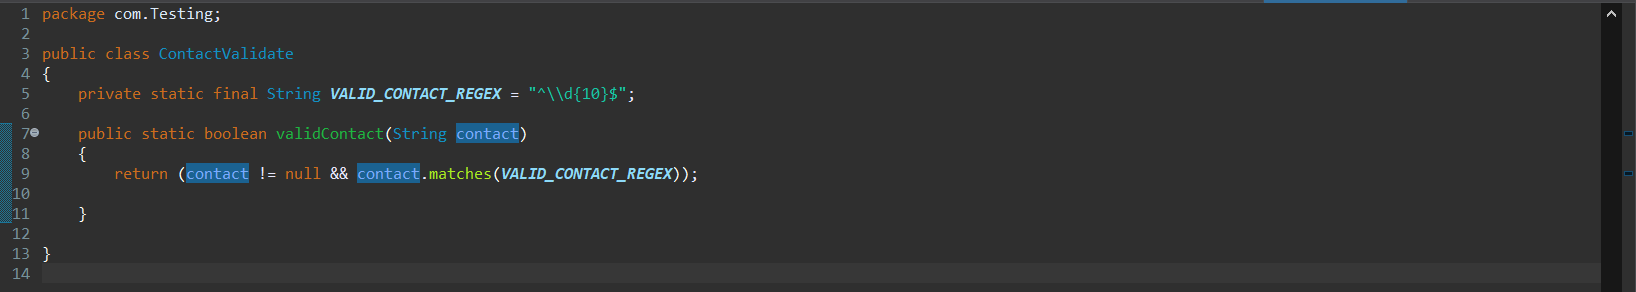 1 package com.Testing;
2
3 public class ContactValidate
4 {
5     private static final String VALID_CONTACT_REGEX = "^\\d{10}$";
6
7     public static boolean validContact(String contact)
8     {
9         return (contact != null && contact.matches(VALID_CONTACT_REGEX));
10
11     }
12
13 }
14